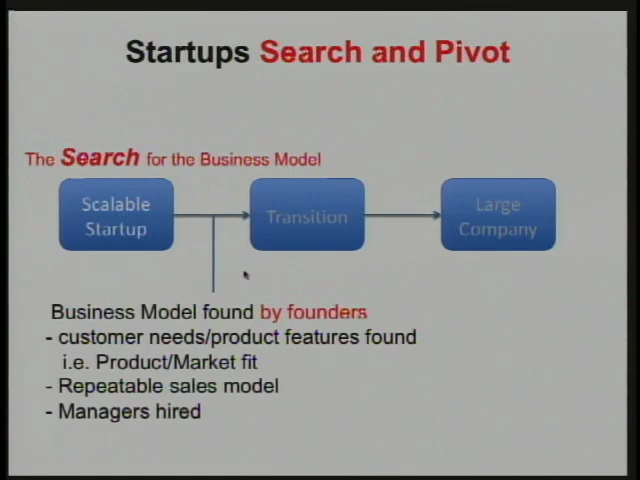 Startups Search and Pivot
The Search for the Business Model
Scalable
Startup
Transition
Large
Company
Business Model found by founders
- customer needs/product features found
i.e. Product/Market fit
- Repeatable sales model
- Managers hired